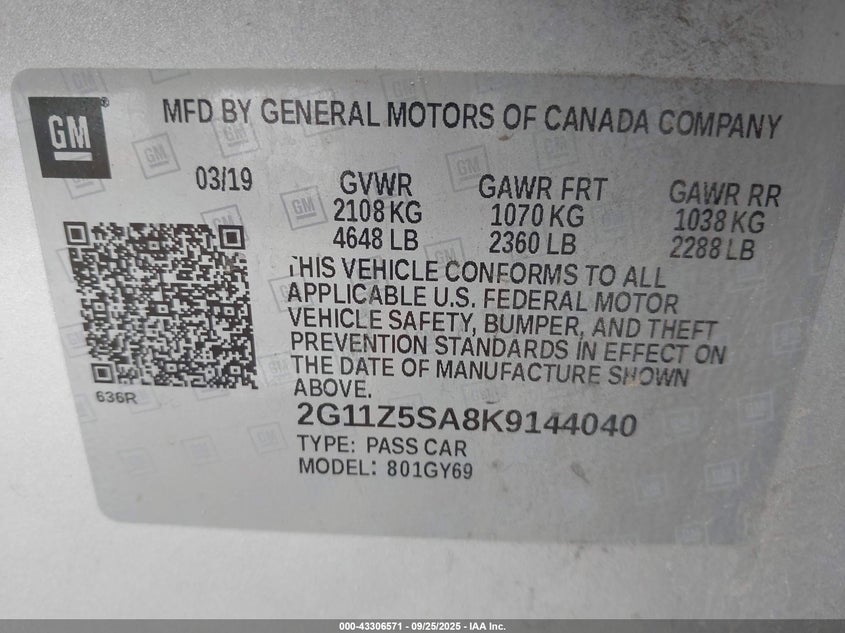 GM
MFD BY GENERAL MOTORS OF CANADA COMPANY
03/19
GVWR
2108 KG
4648 LB
GAWR FRT
1070 KG
2360 LB
GAWR RR
1038 KG
2288 LB
THIS VEHICLE CONFORMS TO ALL
APPLICABLE U.S. FEDERAL MOTOR
VEHICLE SAFETY, BUMPER, AND THEFT
PREVENTION STANDARDS IN EFFECT ON
THE DATE OF MANUFACTURE SHOWN
ABOVE.
636R
2G11Z5SA8K9144040
TYPE: PASS CAR
MODEL: 801GY69
000-43306571 - 09/25/2025 - IAA Inc.